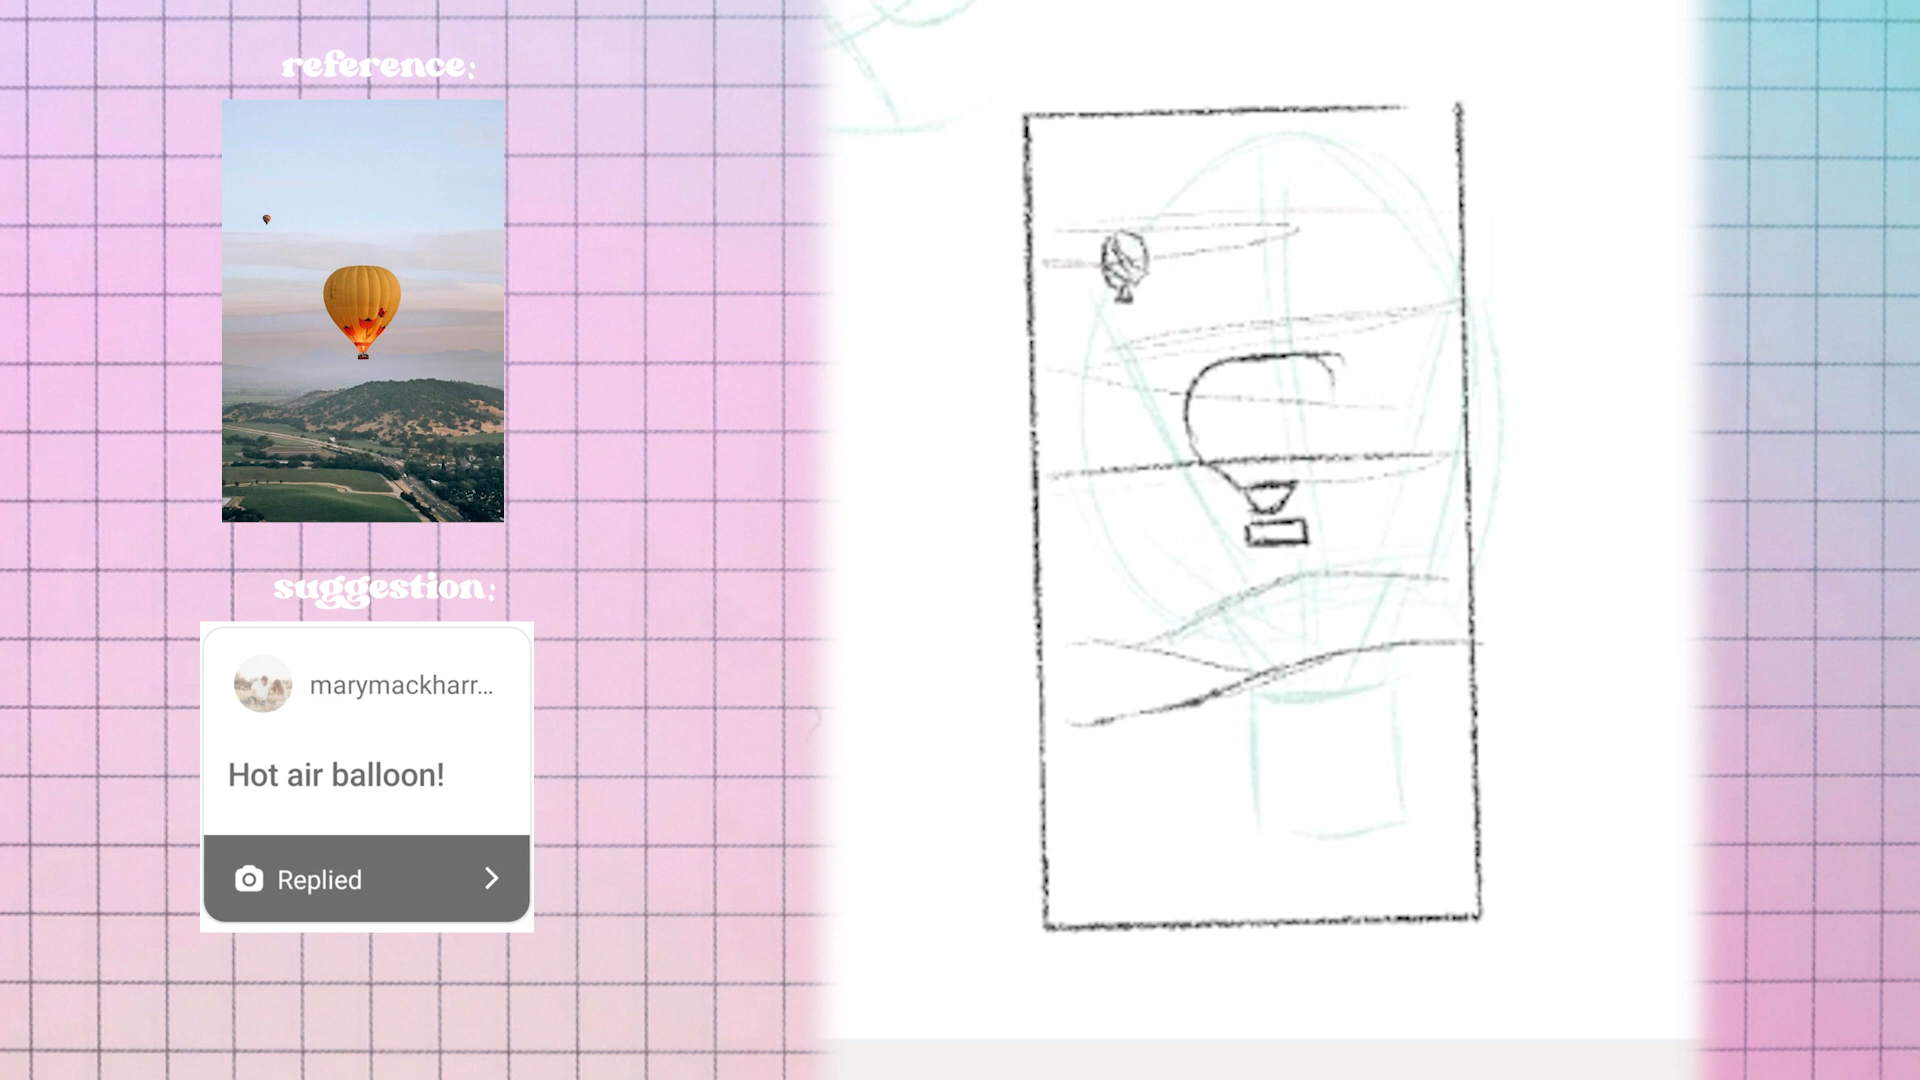 reference:
suggestion:
marymackharr...
Hot air balloon!
Replied